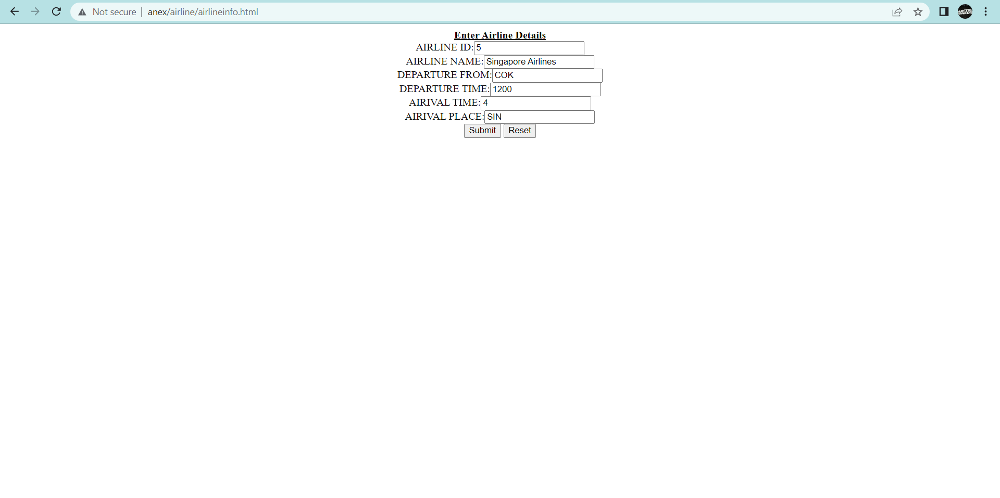 Not secure | anex/airline/airlineinfo.html
Enter Airline Details
AIRLINE ID: 5
AIRLINE NAME: Singapore Airlines
DEPARTURE FROM: COK
DEPARTURE TIME: 1200
AIRIVAL TIME: 4
AIRIVAL PLACE: SIN
Submit Reset